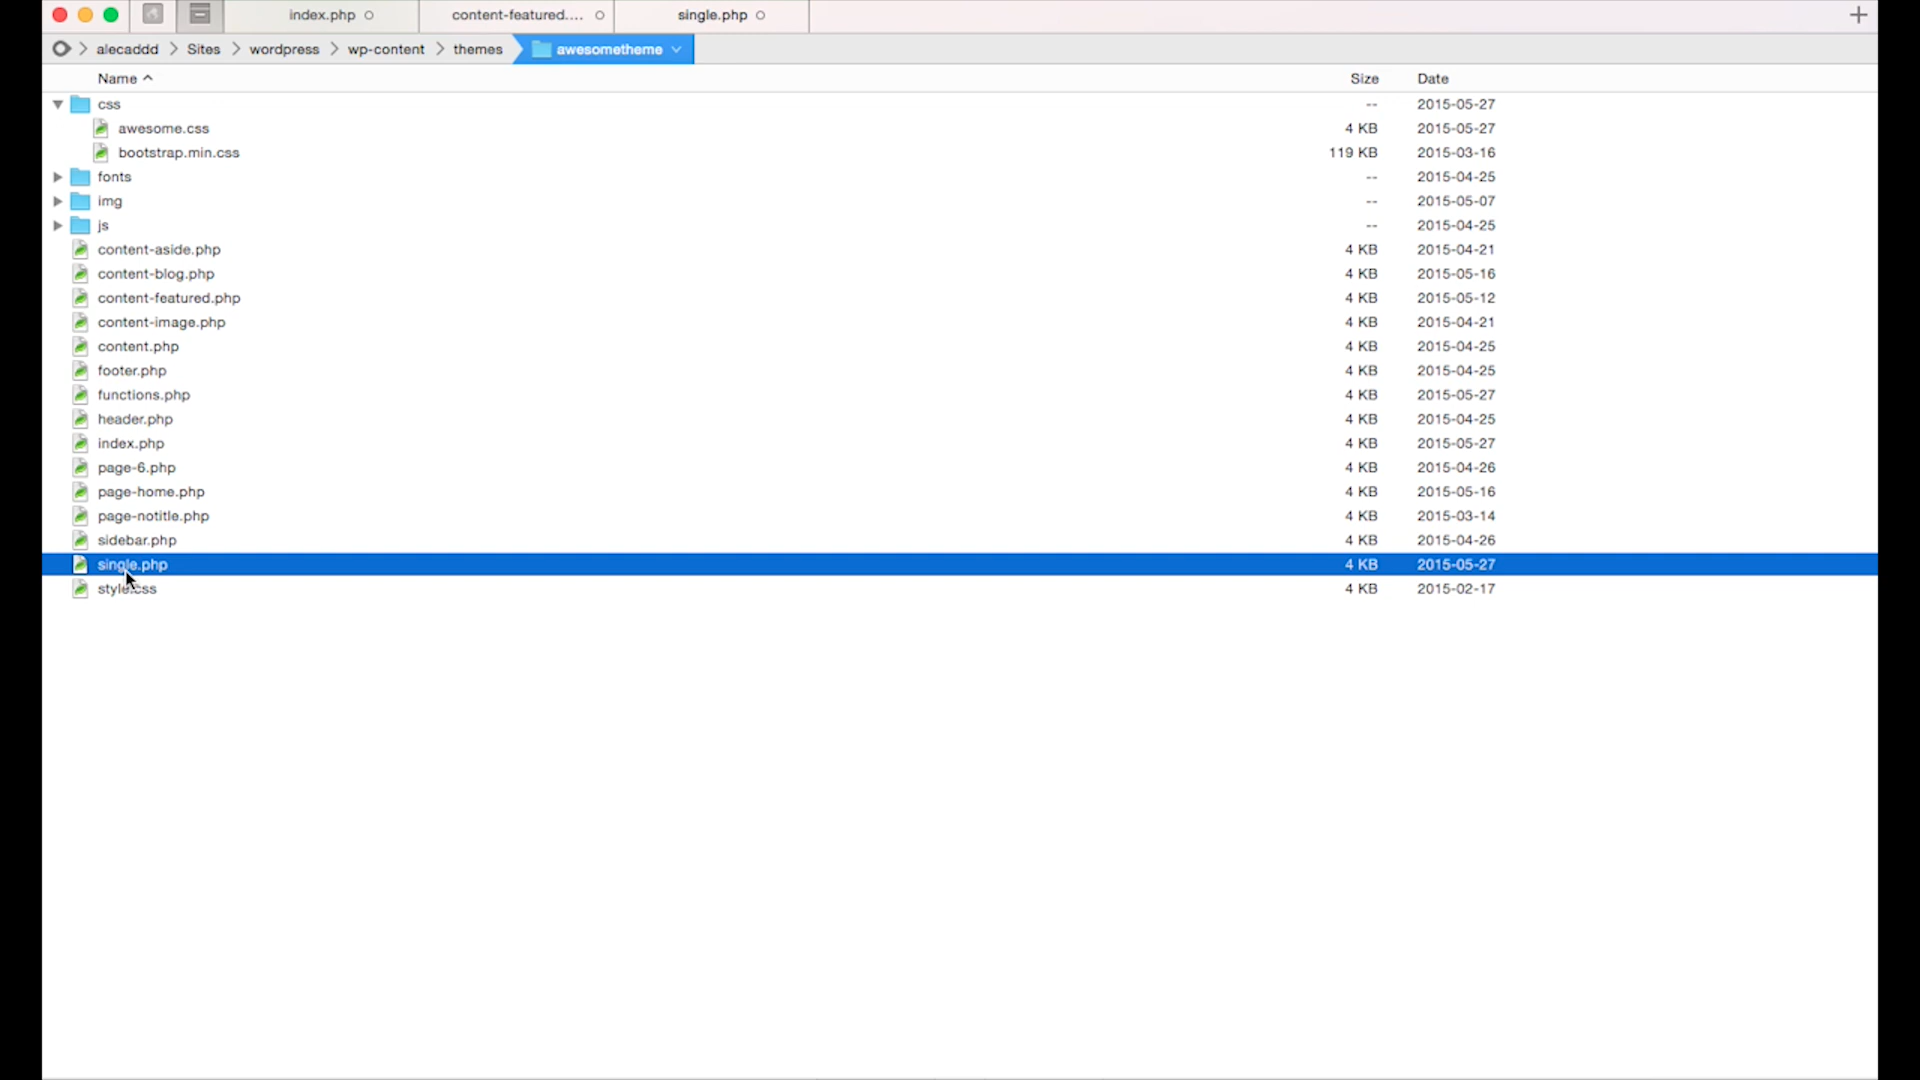 index.php content-featured.... single.php
alecaddd Sites wordpress wp-content themes awesometheme
Name Size Date
css -- 2015-05-27
awesome.css 4 KB 2015-05-27
bootstrap.min.css 119 KB 2015-03-16
fonts -- 2015-04-25
img -- 2015-05-07
js -- 2015-04-25
content-aside.php 4 KB 2015-04-21
content-blog.php 4 KB 2015-05-16
content-featured.php 4 KB 2015-05-12
content-image.php 4 KB 2015-04-21
content.php 4 KB 2015-04-25
footer.php 4 KB 2015-04-25
functions.php 4 KB 2015-05-27
header.php 4 KB 2015-04-25
index.php 4 KB 2015-05-27
page-6.php 4 KB 2015-04-26
page-home.php 4 KB 2015-05-16
page-notitle.php 4 KB 2015-03-14
sidebar.php 4 KB 2015-04-26
single.php 4 KB 2015-05-27
style.css 4 KB 2015-02-17